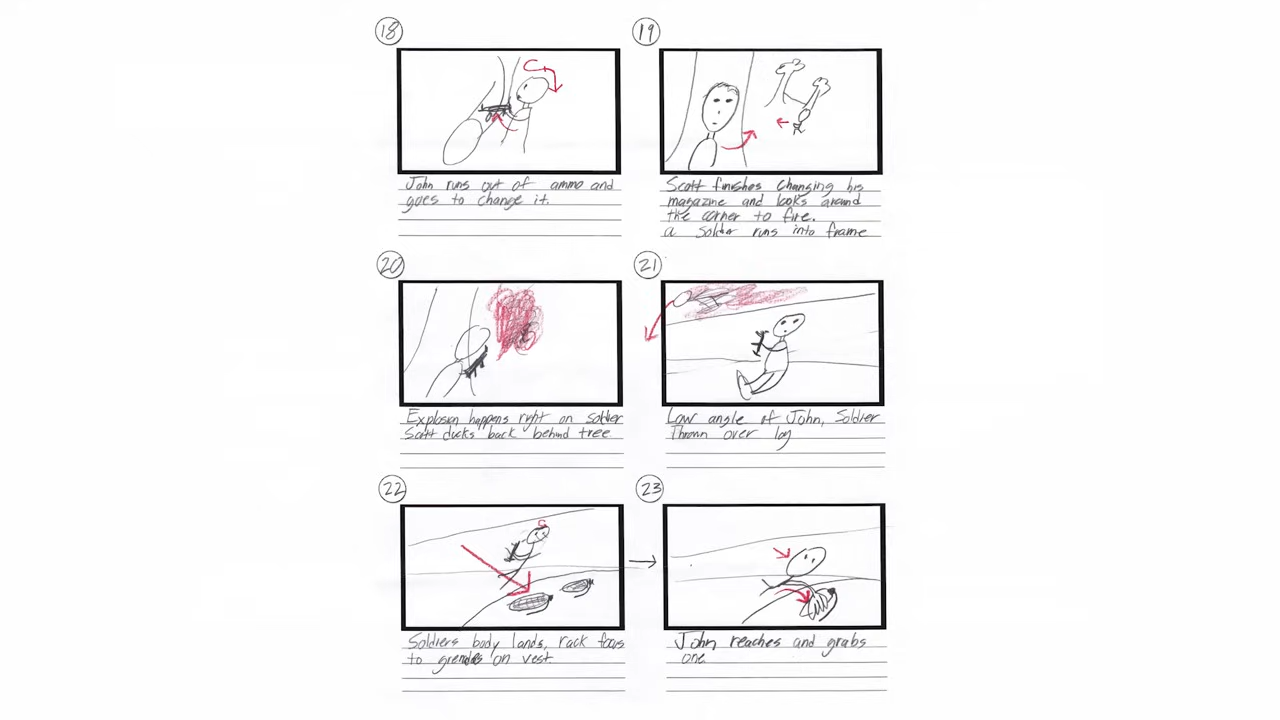 18
John runs out of ammo and
goes to change it.
19
Scott finishes changing his
magazine and looks around
the corner to fire.
a Soldier runs into frame
20
Explosion happens right on Soldier
Scott ducks back behind tree
21
Low angle of John, Soldier
Thrown over log
22
Soldiers body lands, rack focus
to grenades on vest
23
John reaches and grabs
one.